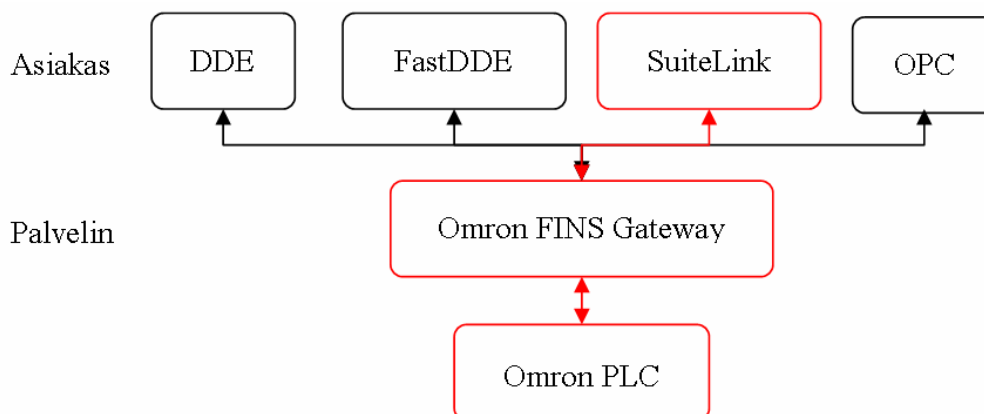 Asiakas
DDE
FastDDE
SuiteLink
OPC
Palvelin
Omron FINS Gateway
Omron PLC